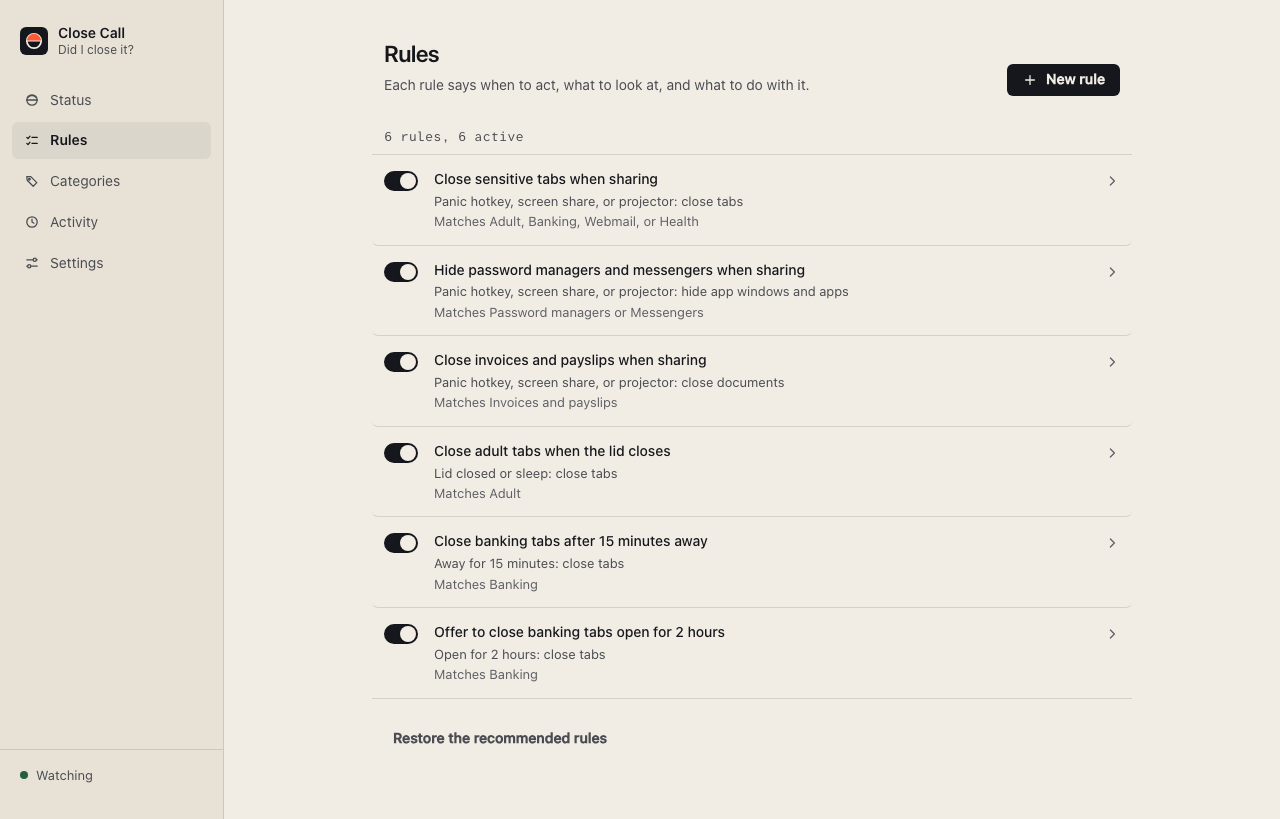 Close Call
Did I close it?
Status
Rules
Categories
Activity
Settings
Watching
Rules
Each rule says when to act, what to look at, and what to do with it.
New rule
6 rules, 6 active
Close sensitive tabs when sharing
Panic hotkey, screen share, or projector: close tabs
Matches Adult, Banking, Webmail, or Health
Hide password managers and messengers when sharing
Panic hotkey, screen share, or projector: hide app windows and apps
Matches Password managers or Messengers
Close invoices and payslips when sharing
Panic hotkey, screen share, or projector: close documents
Matches Invoices and payslips
Close adult tabs when the lid closes
Lid closed or sleep: close tabs
Matches Adult
Close banking tabs after 15 minutes away
Away for 15 minutes: close tabs
Matches Banking
Offer to close banking tabs open for 2 hours
Open for 2 hours: close tabs
Matches Banking
Restore the recommended rules